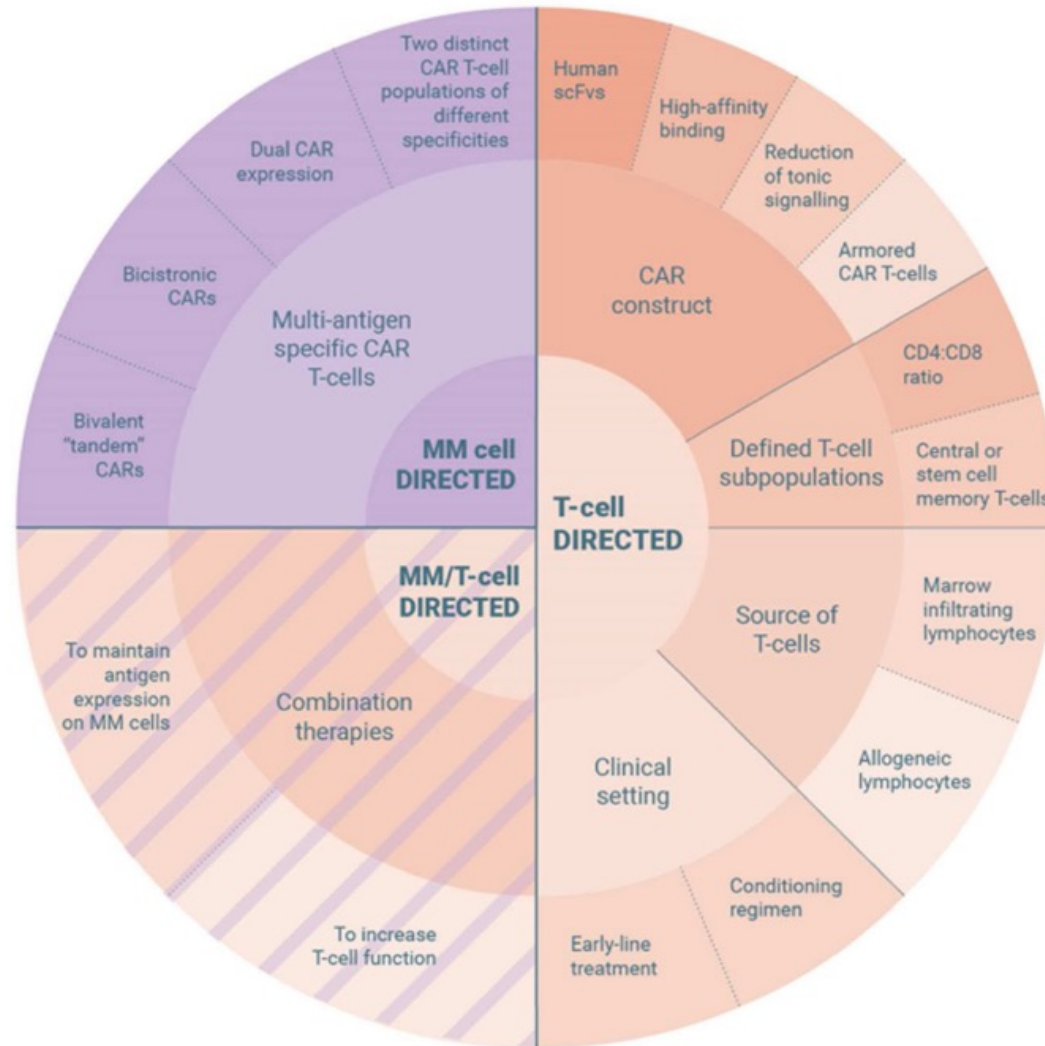 Two distinct
CAR T-cell
populations of
different
specificities
Dual CAR
expression
Bicistronic
CARs
Bivalent
"tandem"
CARs
Multi-antigen
specific CAR
T-cells
MM cell
DIRECTED
Human
scFvs
High-affinity
binding
Reduction
of tonic
signalling
Armored
CAR T-cells
CAR
construct
CD4:CD8
ratio
Central or
stem cell
memory T-cells
Defined T-cell
subpopulations
T-cell
DIRECTED
Marrow
infiltrating
lymphocytes
Allogeneic
lymphocytes
Source of
T-cells
Clinical
setting
Conditioning
regimen
Early-line
treatment
MM/T-cell
DIRECTED
Combination
therapies
To maintain
antigen
expression
on MM cells
To increase
T-cell function